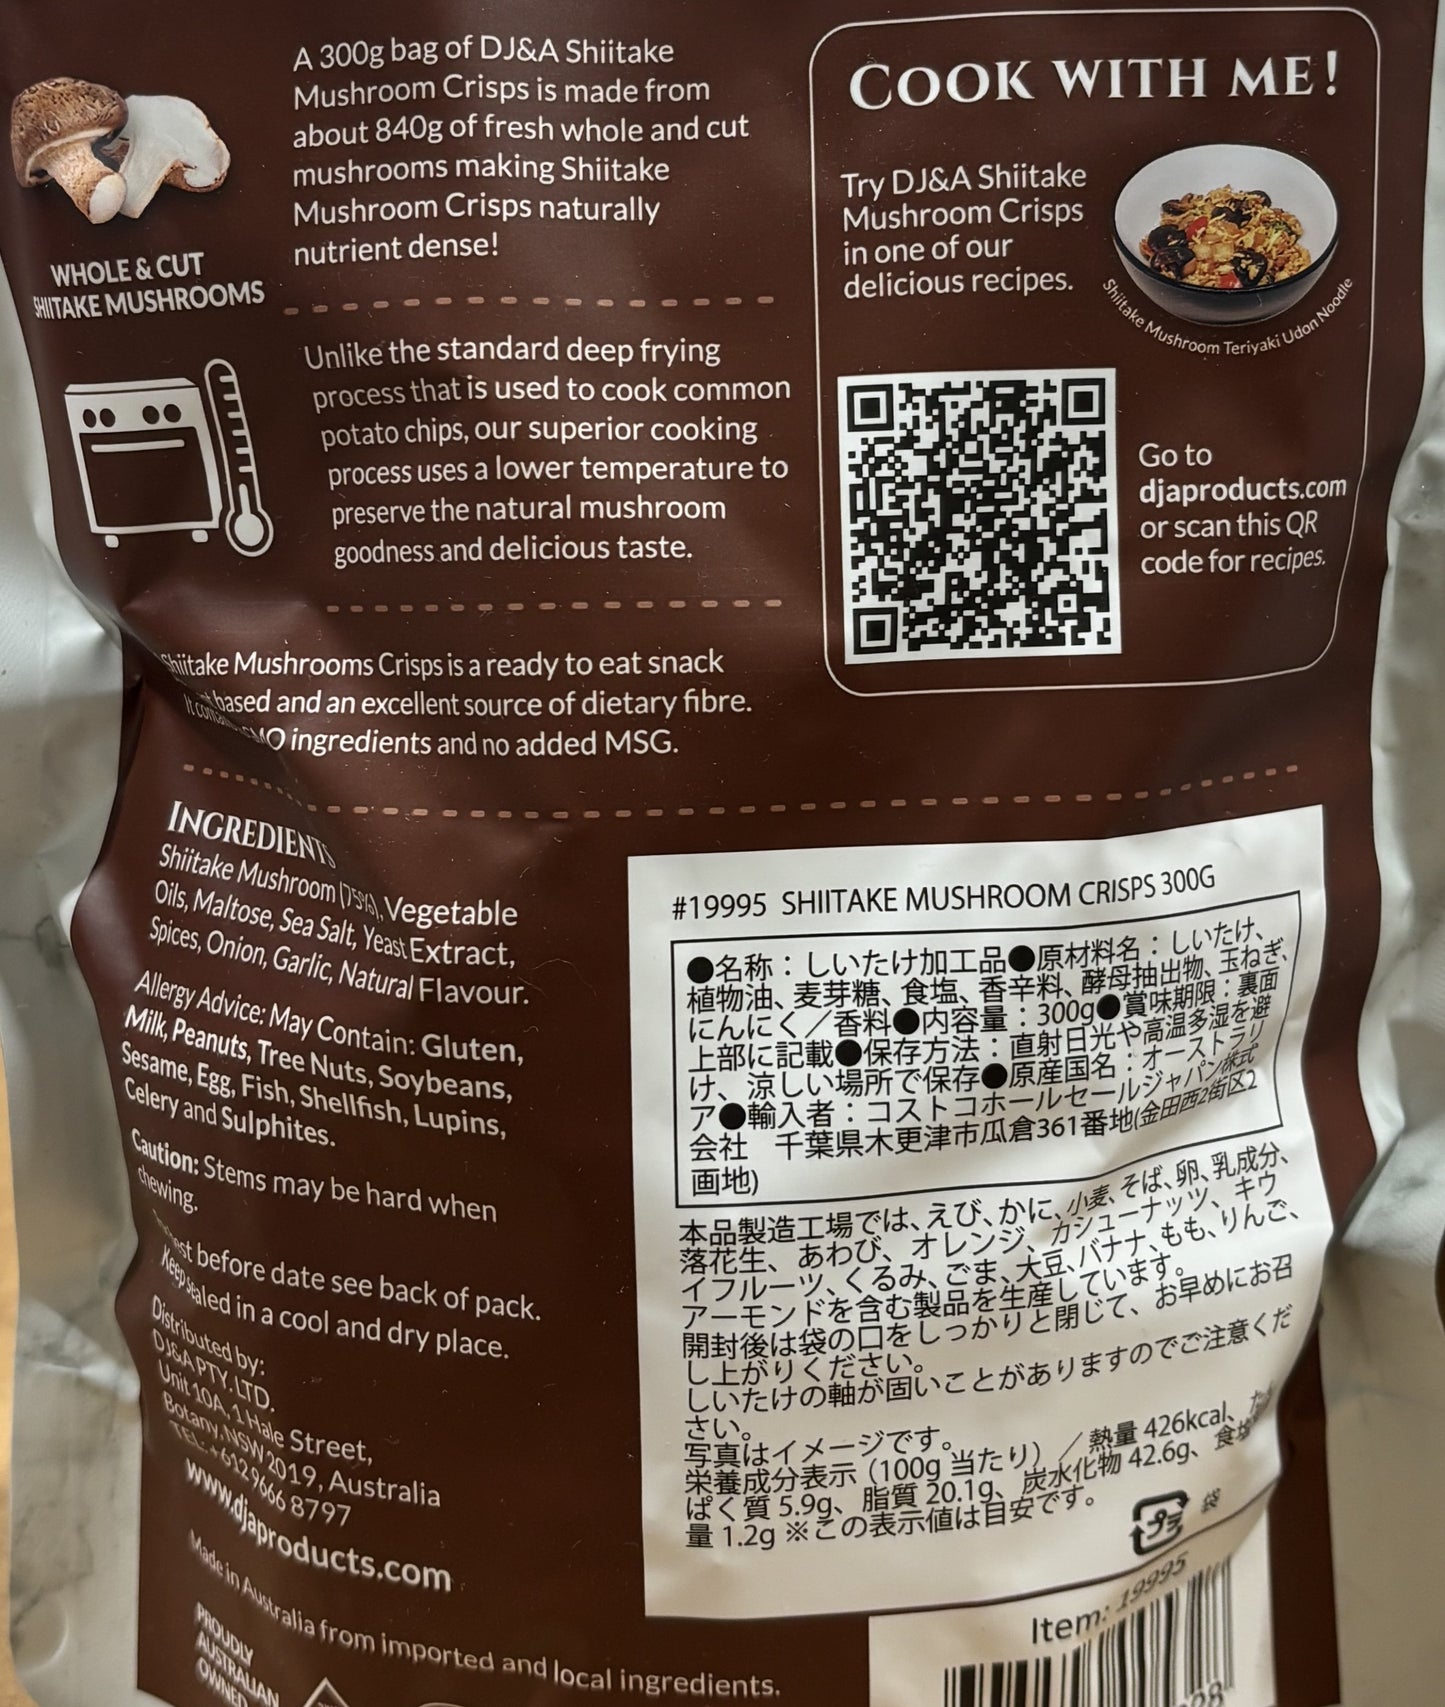 A 300g bag of DJ&A Shiitake
Mushroom Crisps is made from
about 840g of fresh whole and cut
mushrooms making Shiitake
Mushroom Crisps naturally
nutrient dense!
WHOLE & CUT
SHIITAKE MUSHROOMS
Unlike the standard deep frying
process that is used to cook common
potato chips, our superior cooking
process uses a lower temperature to
preserve the natural mushroom
goodness and delicious taste.
Shiitake Mushrooms Crisps is a ready to eat snack
based and an excellent source of dietary fibre.
ingredients and no added MSG.
COOK WITH ME!
Try DJ&A Shiitake
Mushroom Crisps
in one of our
delicious recipes.
Shiitake Mushroom Teriyaki Udon Noodle
Go to
djaproducts.com
or scan this QR
code for recipes.
INGREDIENTS
Shiitake Mushroom (75%), Vegetable
Oils, Maltose, Sea Salt, Yeast Extract,
Spices, Onion, Garlic, Natural Flavour.
Allergy Advice: May Contain: Gluten,
Milk, Peanuts, Tree Nuts, Soybeans,
Sesame, Egg, Fish, Shellfish, Lupins,
Celery and Sulphites.
Caution: Stems may be hard when
chewing.
before date see back of pack.
Keep sealed in a cool and dry place.
Distributed by:
DJ&A PTY. LTD.
Unit 10A, 1 Hale Street,
Botany, NSW 2019, Australia
TEL: +612 9666 8797
www.djaproducts.com
Made in Australia from imported and local ingredients.
PROUDLY
AUSTRALIAN
OWNED
#19995 SHIITAKE MUSHROOM CRISPS 300G
●名称：しいたけ加工品●原材料名：しいたけ、
植物油、麦芽糖、食塩、香辛料、酵母抽出物、玉ねぎ、
にんにく／香料●内容量：300g●賞味期限：裏面
上部に記載●保存方法：直射日光や高温多湿を避
け、涼しい場所で保存●原産国名：オーストラリ
ア●輸入者：コストコホールセールジャパン株式
会社 千葉県木更津市瓜倉361番地(金田西2街区2
画地)
本品製造工場では、えび、かに、小麦、そば、卵、乳成分、
落花生、あわび、オレンジ、カシューナッツ、キウ
イフルーツ、くるみ、ごま、大豆、バナナ、もも、りんご、
アーモンドを含む製品を生産しています。
開封後は袋の口をしっかりと閉じて、お早めにお召
し上がりください。
しいたけの軸が固いことがありますのでご注意くだ
さい。
写真はイメージです。
栄養成分表示（100g 当たり）／熱量 426kcal、た
ぱく質 5.9g、脂質 20.1g、炭水化物 42.6g、食塩
量 1.2g ※この表示値は目安です。
プラ
袋
Item: 19995